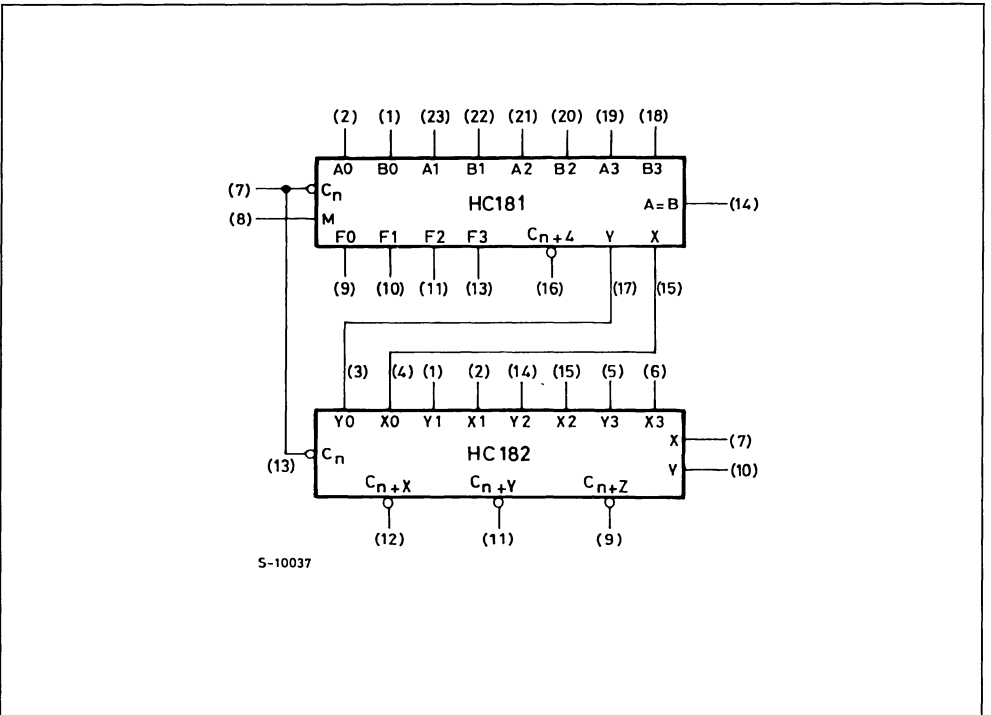 (2) (1) (23) (22) (21) (20) (19) (18)
A0 B0 A1 B1 A2 B2 A3 B3
(7) Cn HC181 A=B (14)
(8) M
F0 F1 F2 F3 Cn+4 Y X
(9) (10) (11) (13) (16) (17) (15)
(3) (4) (1) (2) (14) (15) (5) (6)
Y0 X0 Y1 X1 Y2 X2 Y3 X3
X (7)
(13) Cn HC182 Y (10)
Cn+X Cn+Y Cn+Z
(12) (11) (9)
S-10037